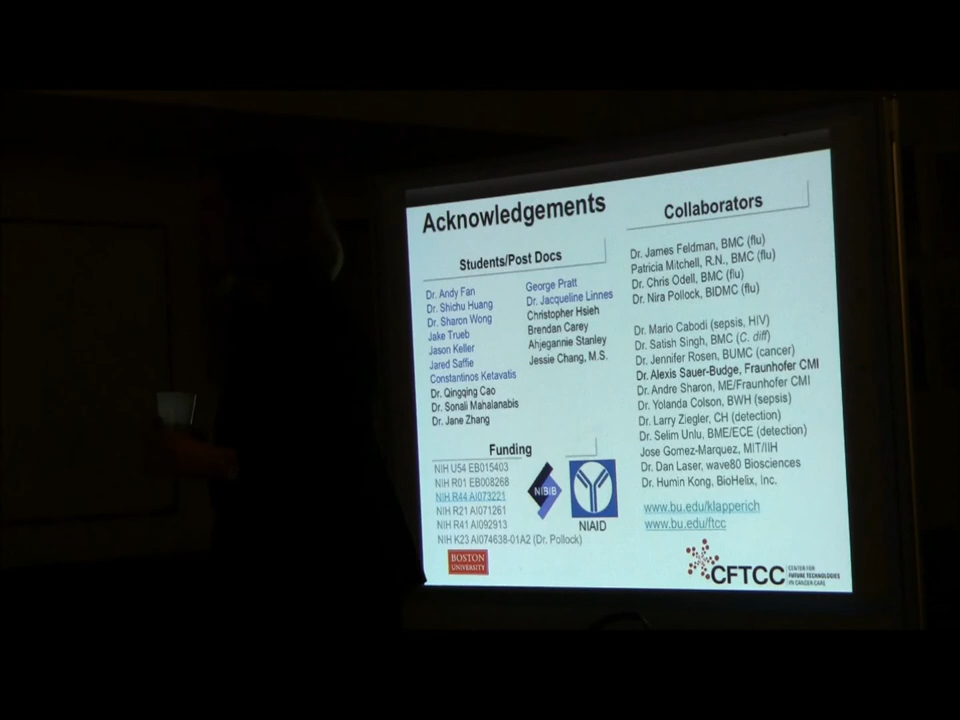 Acknowledgements
Students/Post Docs
Dr. Andy Fan
Dr. Shichu Huang
Dr. Sharon Wong
Jake Trueb
Jason Keller
Jared Saffie
Constantinos Ketavatis
Dr. Qingqing Cao
Dr. Sonali Mahalanabis
Dr. Jane Zhang
George Pratt
Dr. Jacqueline Linnes
Christopher Hsieh
Brendan Carey
Ahjegannie Stanley
Jessie Chang, M.S.
Funding
NIH U54 EB015403
NIH R01 EB008268
NIH R44 AI073221
NIH R21 AI071261
NIH R41 AI092913
NIH K23 AI074638-01A2 (Dr. Pollock)
NIBIB
NIAID
BOSTON
UNIVERSITY
Collaborators
Dr. James Feldman, BMC (flu)
Patricia Mitchell, R.N., BMC (flu)
Dr. Chris Odell, BMC (flu)
Dr. Nira Pollock, BIDMC (flu)
Dr. Mario Cabodi (sepsis, HIV)
Dr. Satish Singh, BMC (C. diff)
Dr. Jennifer Rosen, BUMC (cancer)
Dr. Alexis Sauer-Budge, Fraunhofer CMI
Dr. Andre Sharon, ME/Fraunhofer CMI
Dr. Yolanda Colson, BWH (sepsis)
Dr. Larry Ziegler, CH (detection)
Dr. Selim Unlu, BME/ECE (detection)
Jose Gomez-Marquez, MIT/IIH
Dr. Dan Laser, wave80 Biosciences
Dr. Humin Kong, BioHelix, Inc.
www.bu.edu/klapperich
www.bu.edu/ftcc
CFTCC
CENTER FOR
FUTURE TECHNOLOGIES
IN CANCER CARE